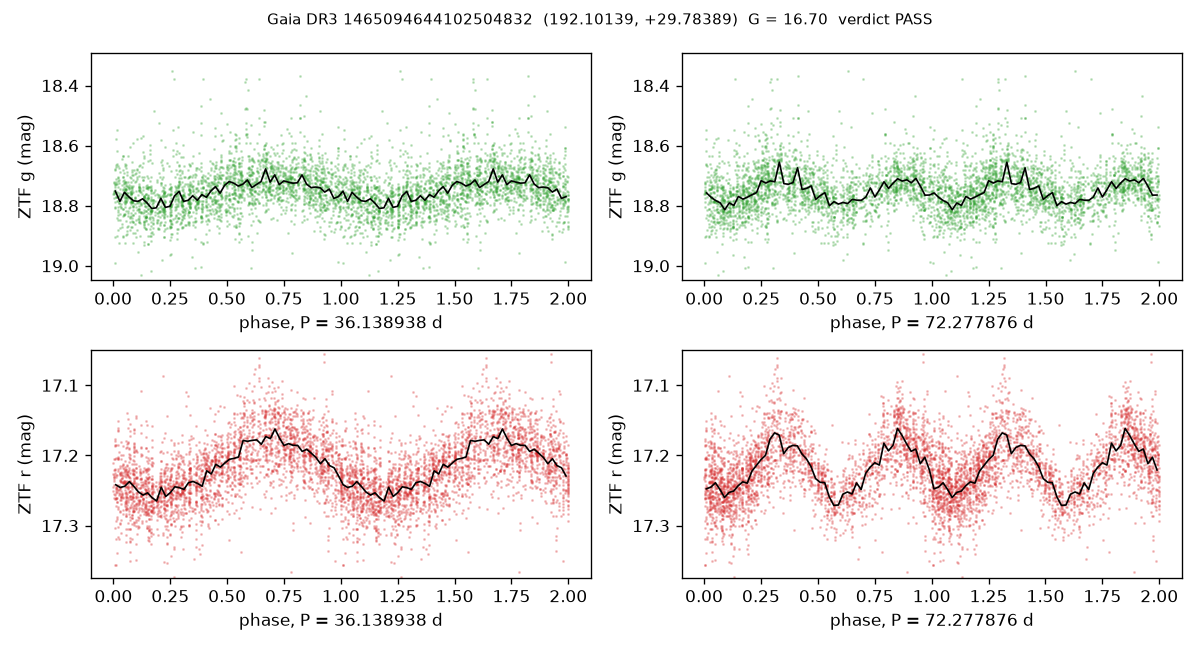 Gaia DR3 1465094644102504832 (192.10139, +29.78389) G = 16.70 verdict PASS
ZTF g (mag)
18.4
18.6
18.8
19.0
0.00 0.25 0.50 0.75 1.00 1.25 1.50 1.75 2.00
phase, P = 36.138938 d
ZTF g (mag)
18.4
18.6
18.8
19.0
0.00 0.25 0.50 0.75 1.00 1.25 1.50 1.75 2.00
phase, P = 72.277876 d
ZTF r (mag)
17.1
17.2
17.3
0.00 0.25 0.50 0.75 1.00 1.25 1.50 1.75 2.00
phase, P = 36.138938 d
ZTF r (mag)
17.1
17.2
17.3
0.00 0.25 0.50 0.75 1.00 1.25 1.50 1.75 2.00
phase, P = 72.277876 d